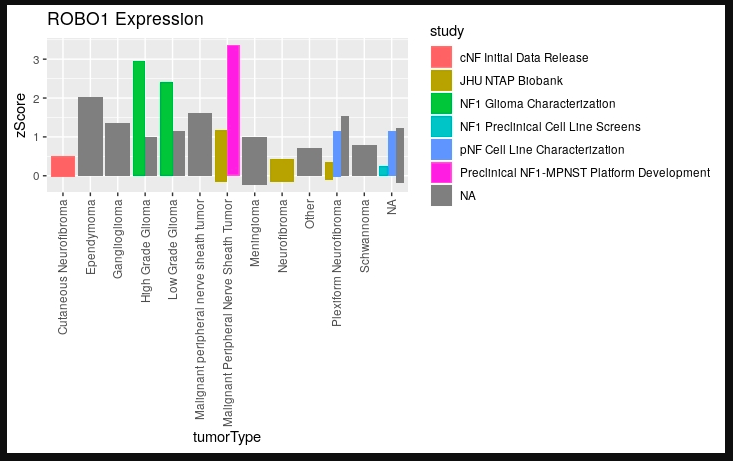 ROBO1 Expression
zScore
3
2
1
0
Cutaneous Neurofibroma
Ependymoma
Ganglioglioma
High Grade Glioma
Low Grade Glioma
Malignant peripheral nerve sheath tumor
Malignant Peripheral Nerve Sheath Tumor
Meningioma
Neurofibroma
Other
Plexiform Neurofibroma
Schwannoma
NA
tumorType
study
cNF Initial Data Release
JHU NTAP Biobank
NF1 Glioma Characterization
NF1 Preclinical Cell Line Screens
pNF Cell Line Characterization
Preclinical NF1-MPNST Platform Development
NA